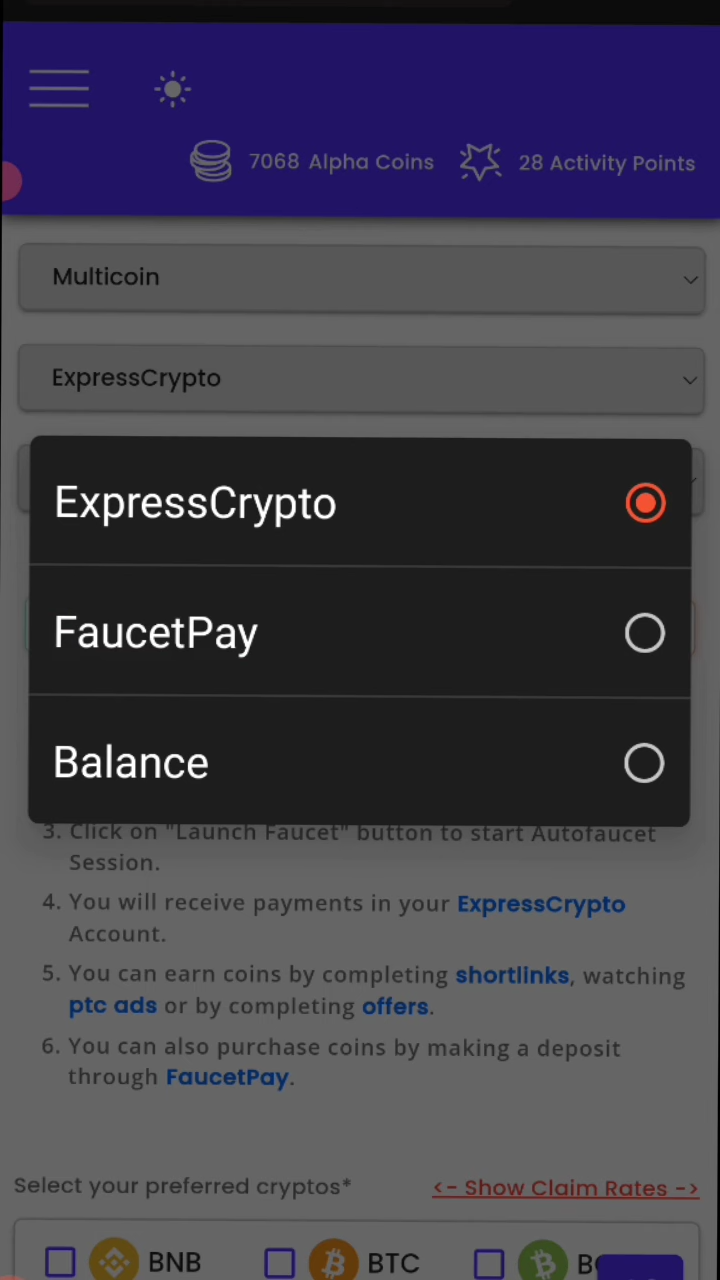 7068 Alpha Coins
28 Activity Points
Multicoin
ExpressCrypto
ExpressCrypto
FaucetPay
Balance
3. Click on "Launch Faucet" button to start Autofaucet
Session.
4. You will receive payments in your ExpressCrypto
Account.
5. You can earn coins by completing shortlinks, watching
ptc ads or by completing offers.
6. You can also purchase coins by making a deposit
through FaucetPay.
Select your preferred cryptos*
<- Show Claim Rates ->
BNB
BTC